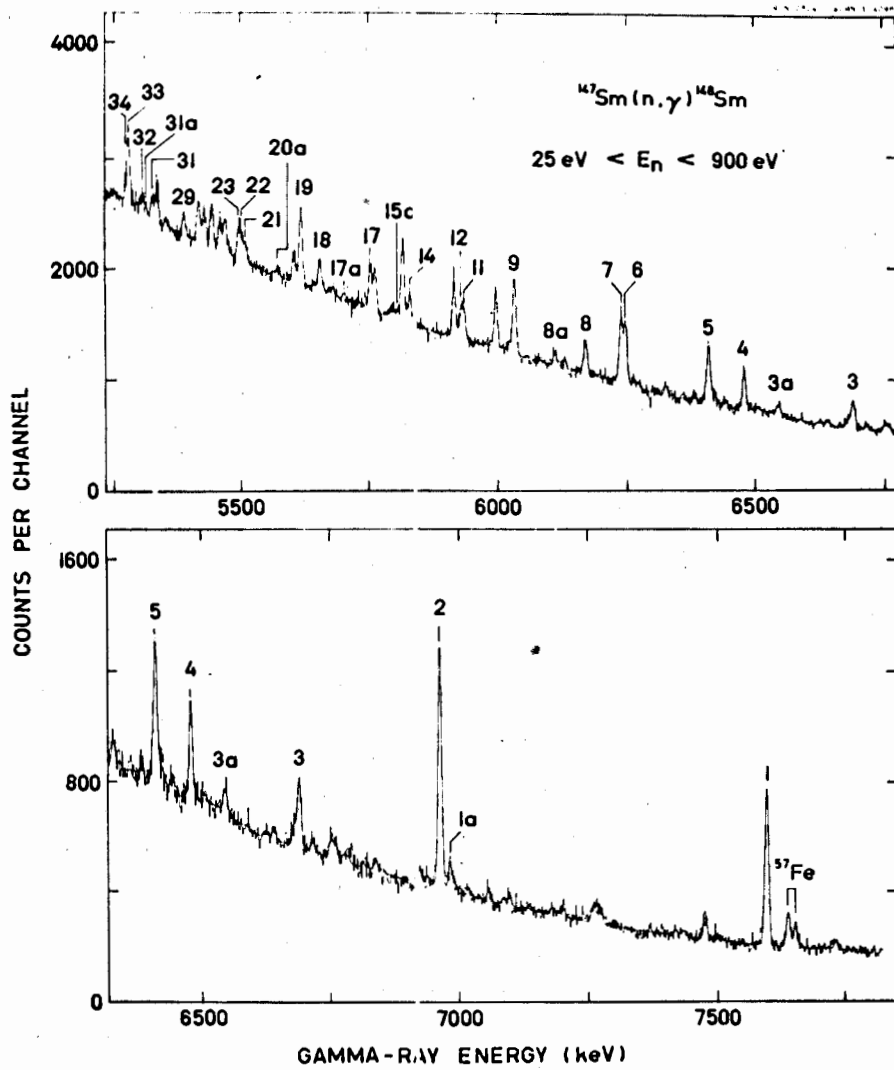 4000
¹⁴⁷Sm(n,γ)¹⁴⁸Sm
25 eV < Eₙ < 900 eV
34
33
32
31a
31
29
23
22
21
20a
19
18
17a
17
15c
14
12
11
9
8a
8
7
6
5
4
3a
3
2000
0
5500
6000
6500
COUNTS PER CHANNEL
1600
5
4
3a
3
2
1a
1
⁵⁷Fe
800
0
6500
7000
7500
GAMMA-RAY ENERGY (keV)